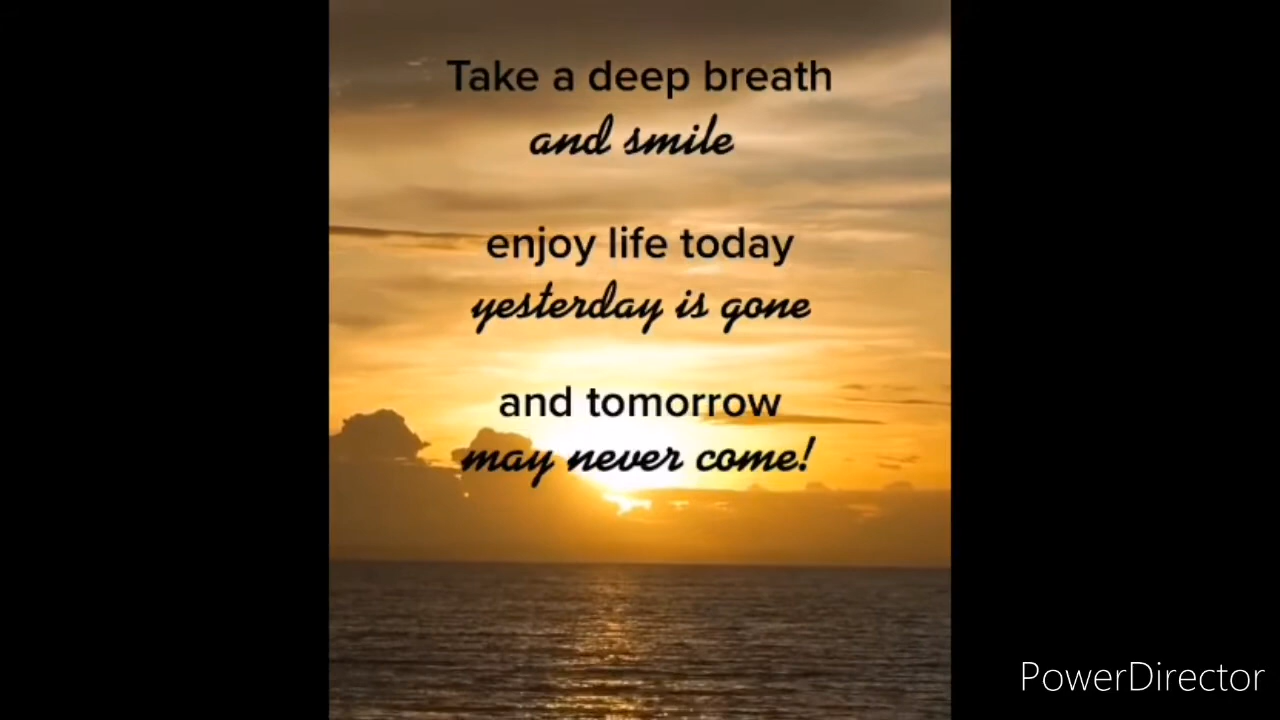 Take a deep breath
and smile
enjoy life today
yesterday is gone
and tomorrow
may never come!
PowerDirector